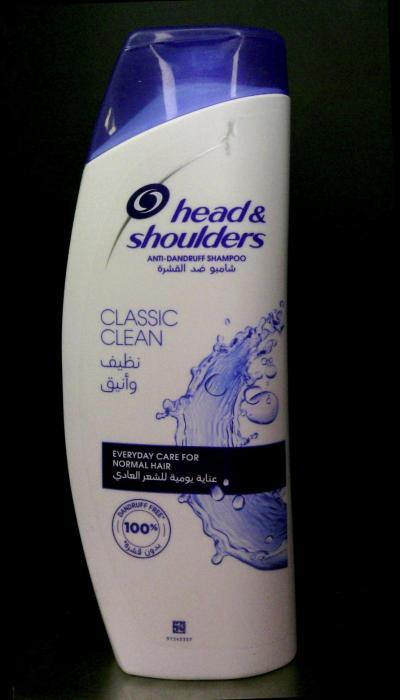 head &
shoulders
ANTI-DANDRUFF SHAMPOO
شامبو ضد القشرة
CLASSIC
CLEAN
نظيف
وأنيق
EVERYDAY CARE FOR
NORMAL HAIR
عناية يومية للشعر العادي
DANDRUFF FREE*
100%
بدون قشرة*